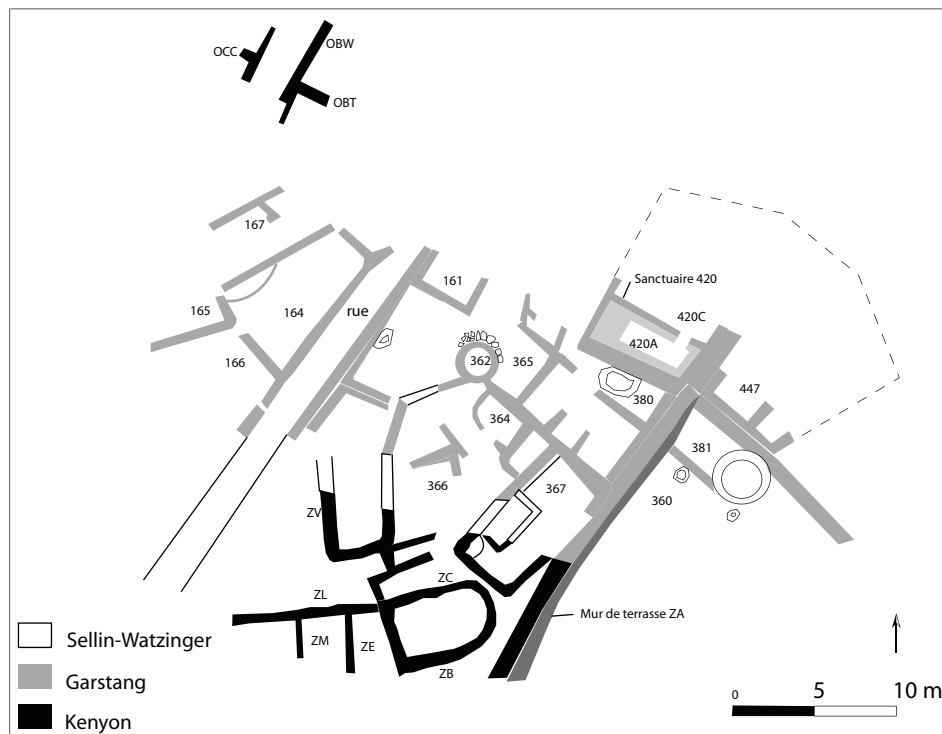 OCC
OBW
OBT
167
161
Sanctuaire 420
165
164
rue
420C
420A
166
362
365
380
447
364
381
366
367
360
ZV
ZC
ZL
Mur de terrasse ZA
ZM
ZE
ZB
Sellin-Watzinger
Garstang
Kenyon
0 5 10 m